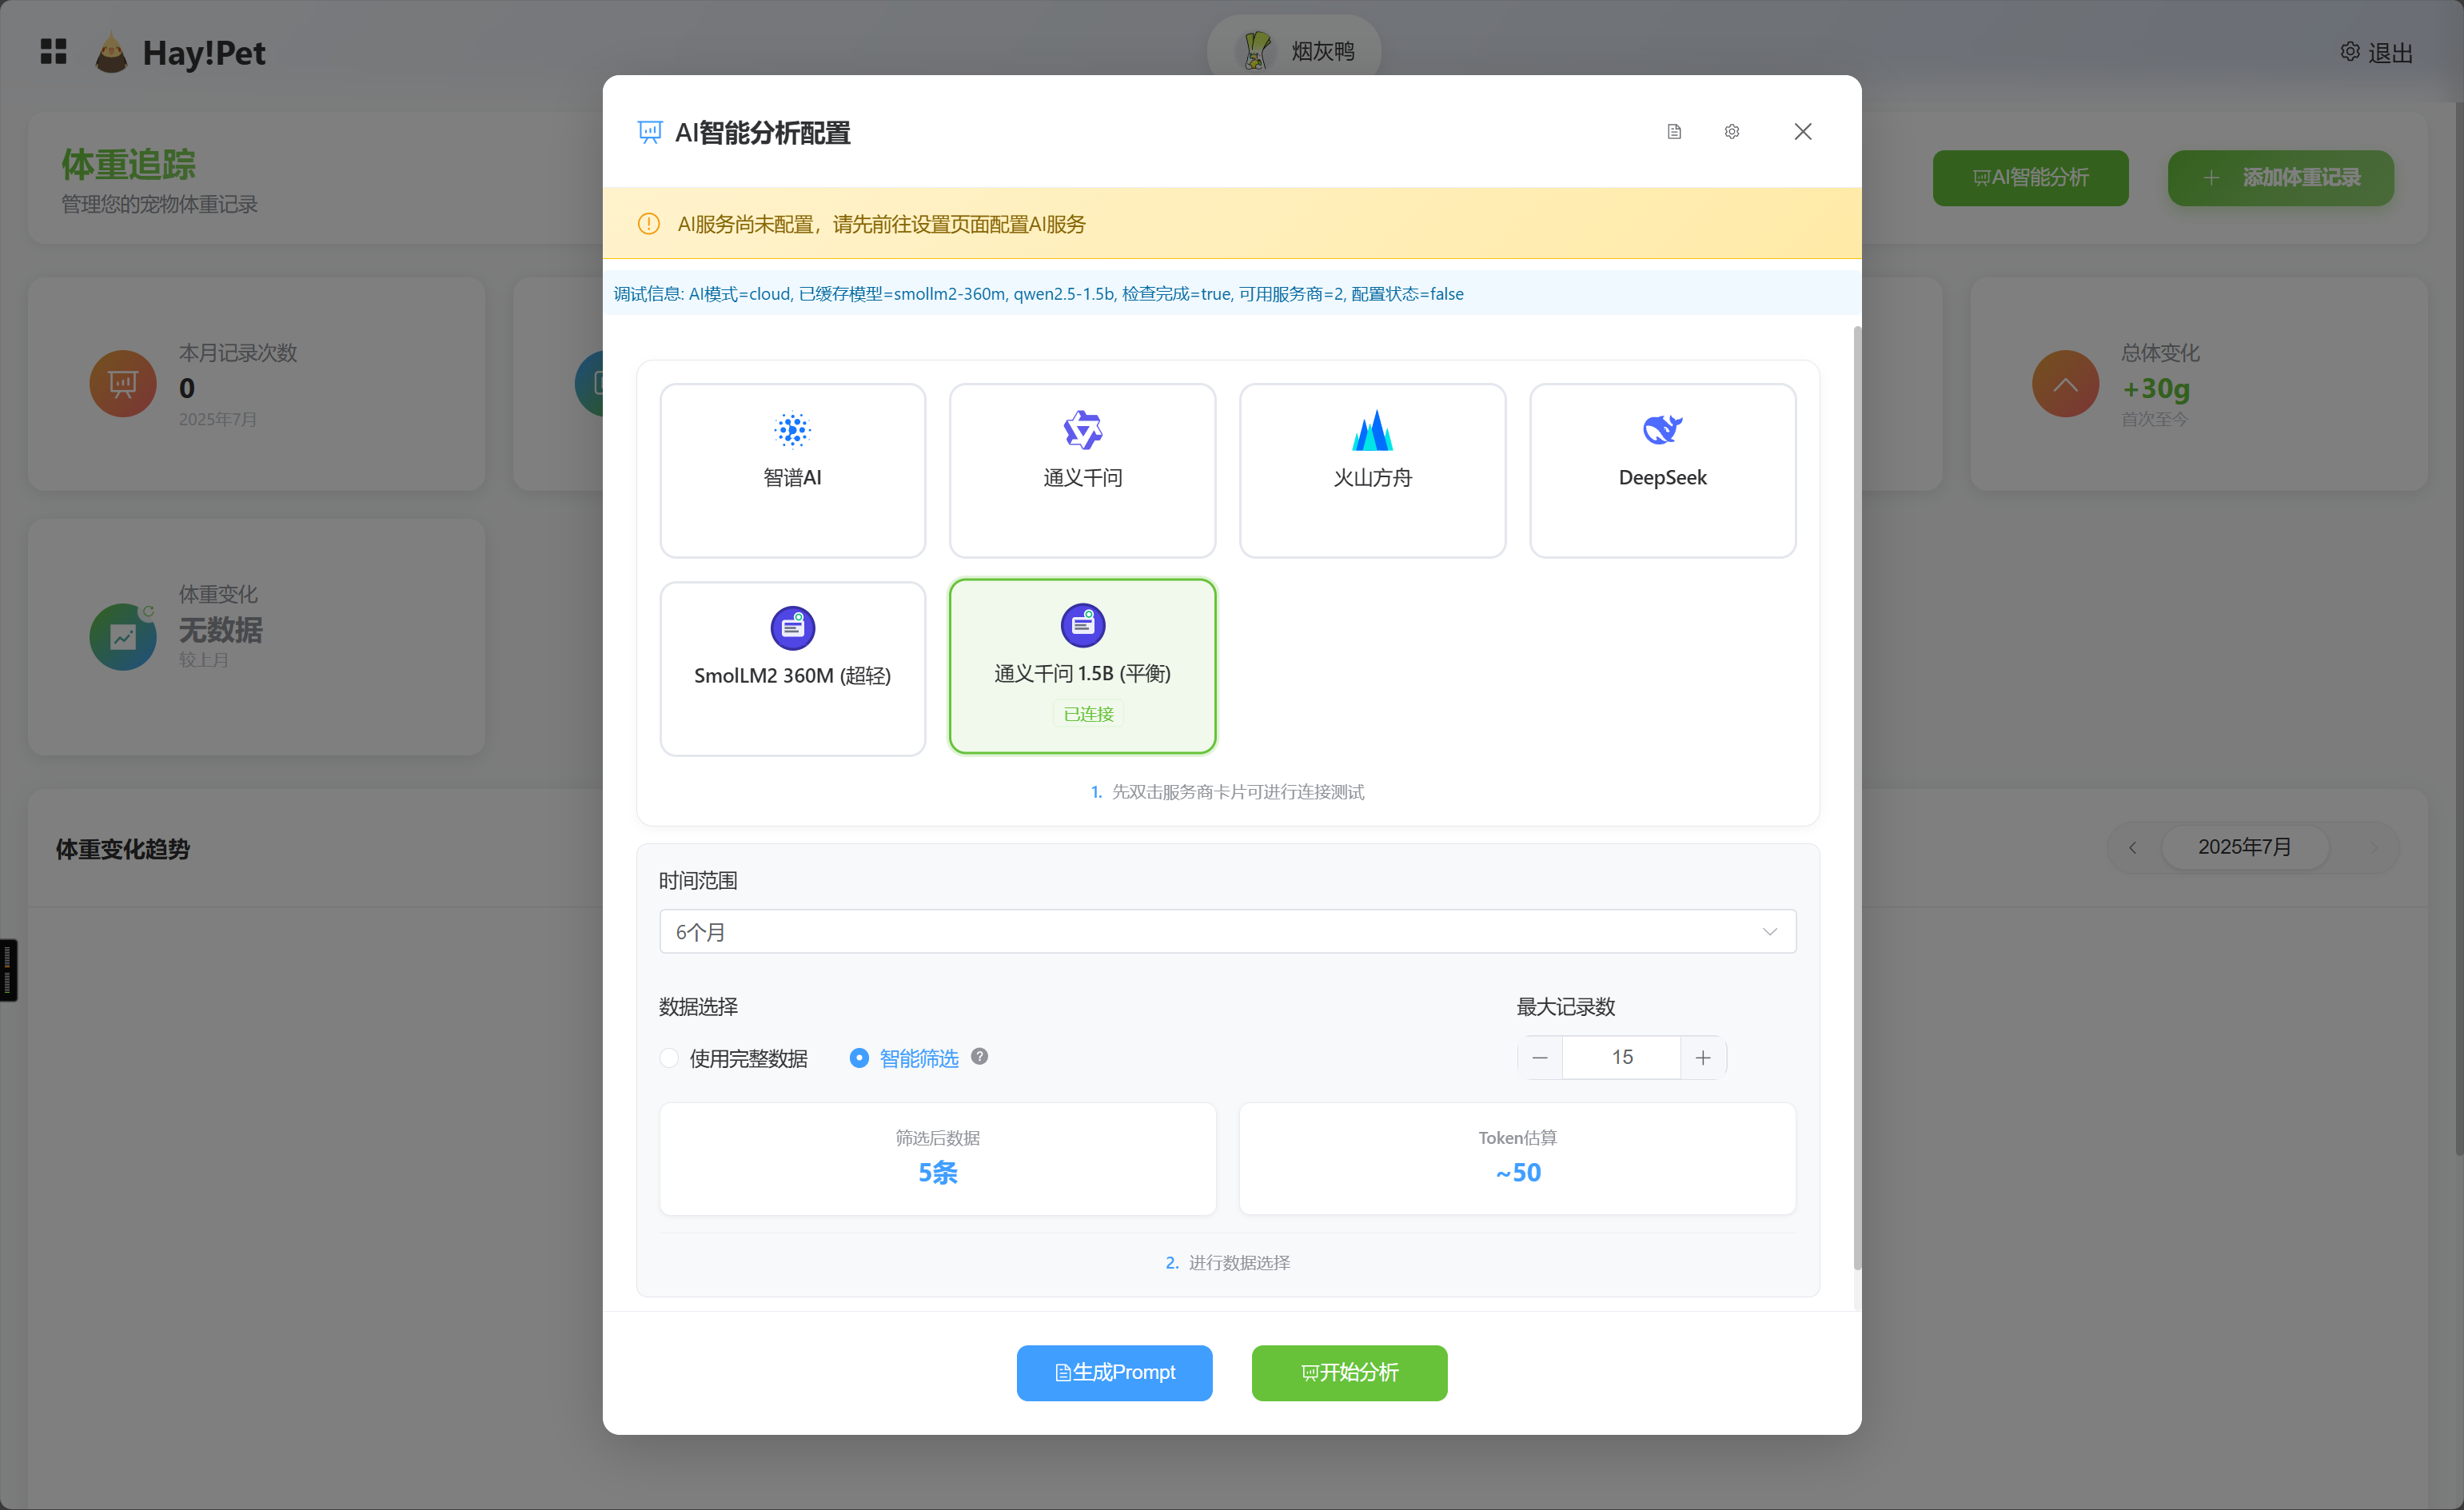 Hay!Pet
烟灰鸭
退出
体重追踪
管理您的宠物体重记录
AI智能分析
添加体重记录
本月记录次数
0
2025年7月
总体变化
+30g
首次至今
体重变化
无数据
较上月
体重变化趋势
2025年7月
AI智能分析配置
AI服务尚未配置，请先前往设置页面配置AI服务
调试信息: AI模式=cloud, 已缓存模型=smollm2-360m, qwen2.5-1.5b, 检查完成=true, 可用服务商=2, 配置状态=false
智谱AI
通义千问
火山方舟
DeepSeek
SmolLM2 360M (超轻)
通义千问 1.5B (平衡)
已连接
1. 先双击服务商卡片可进行连接测试
时间范围
6个月
数据选择
最大记录数
使用完整数据
智能筛选
15
筛选后数据
5条
Token估算
~50
2. 进行数据选择
生成Prompt
开始分析